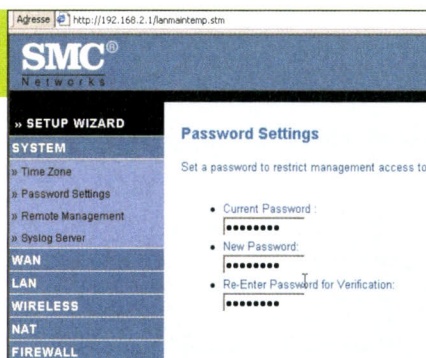 Adresse http://192.168.2.1/lanmaintemp.stm
SMC®
Networks
» SETUP WIZARD
SYSTEM
» Time Zone
» Password Settings
» Remote Management
» Syslog Server
WAN
LAN
WIRELESS
NAT
FIREWALL
Password Settings
Set a password to restrict management access to
• Current Password :
●●●●●●●●
• New Password:
●●●●●●●●
• Re-Enter Password for Verification:
●●●●●●●●